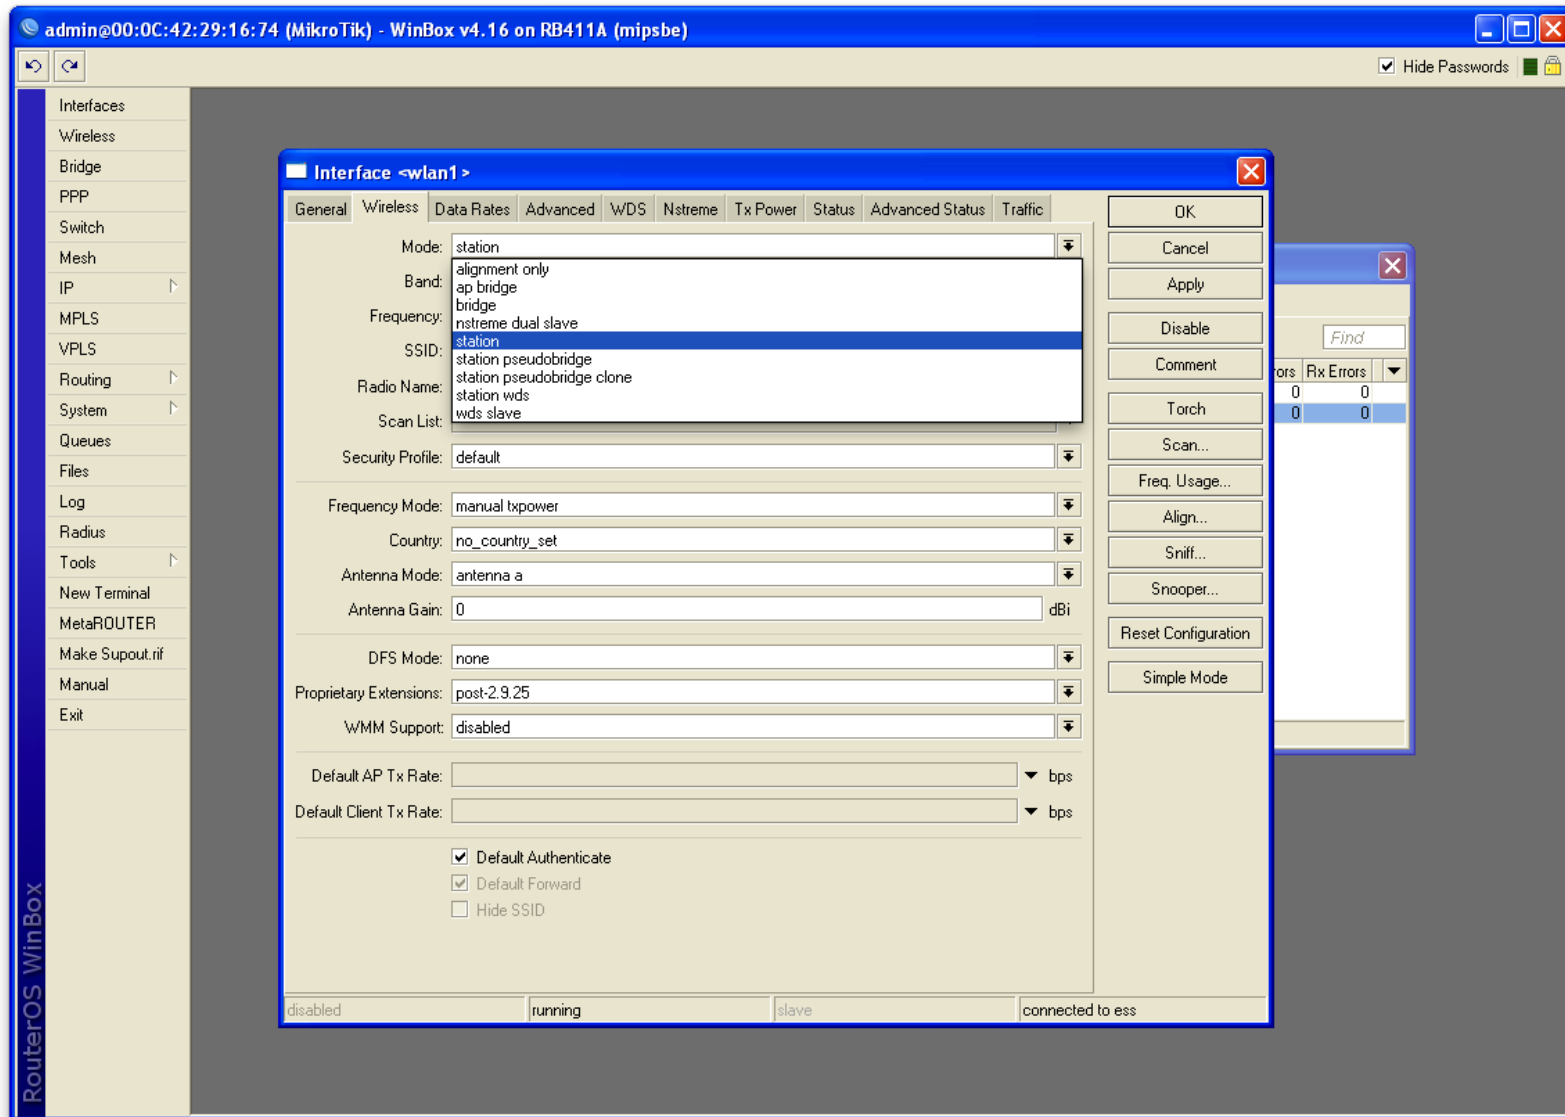 admin@00:0C:42:29:16:74 (MikroTik) - WinBox v4.16 on RB411A (mipsbe)
Hide Passwords
Interfaces
Wireless
Bridge
PPP
Switch
Mesh
IP
MPLS
VPLS
Routing
System
Queues
Files
Log
Radius
Tools
New Terminal
MetaROUTER
Make Supout.rif
Manual
Exit
RouterOS WinBox
Interface <wlan1>
General Wireless Data Rates Advanced WDS Nstreme Tx Power Status Advanced Status Traffic
Mode: station
alignment only
ap bridge
bridge
nstreme dual slave
station
station pseudobridge
station pseudobridge clone
station wds
wds slave
Band:
Frequency:
SSID:
Radio Name:
Scan List:
Security Profile: default
Frequency Mode: manual txpower
Country: no_country_set
Antenna Mode: antenna a
Antenna Gain: 0 dBi
DFS Mode: none
Proprietary Extensions: post-2.9.25
WMM Support: disabled
Default AP Tx Rate: bps
Default Client Tx Rate: bps
Default Authenticate
Default Forward
Hide SSID
disabled running slave connected to ess
OK
Cancel
Apply
Disable
Comment
Torch
Scan...
Freq. Usage...
Align...
Sniff...
Snooper...
Reset Configuration
Simple Mode
Find
Rx Errors
0 0
0 0